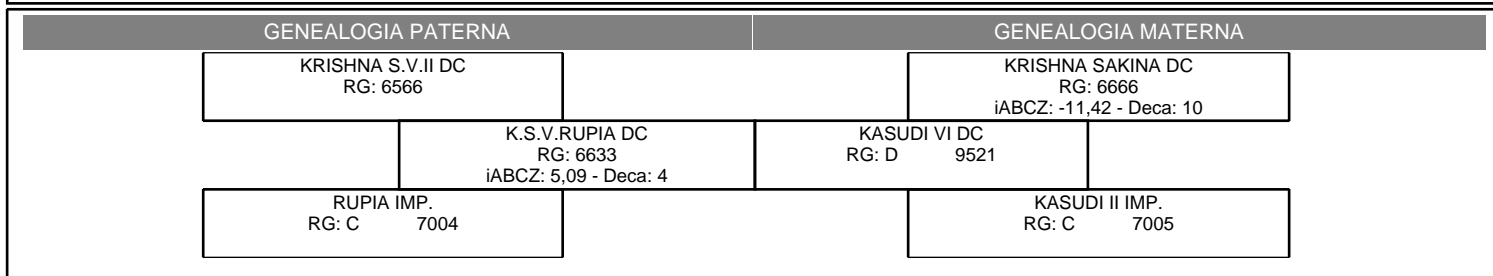 GENEALOGIA PATERNA
GENEALOGIA MATERNA
KRISHNA S.V.II DC
RG: 6566
KRISHNA SAKINA DC
RG: 6666
iABCZ: -11,42 - Deca: 10
K.S.V.RUPIA DC
RG: 6633
iABCZ: 5,09 - Deca: 4
KASUDI VI DC
RG: D 9521
RUPIA IMP.
RG: C 7004
KASUDI II IMP.
RG: C 7005